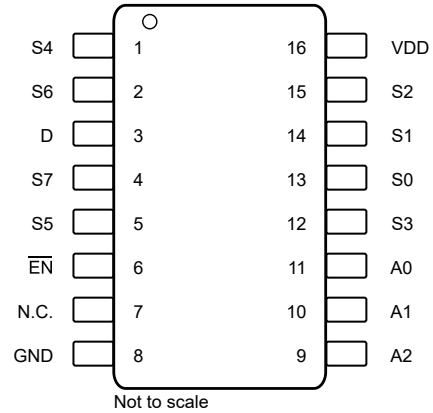 S4 1 16 VDD
S6 2 15 S2
D 3 14 S1
S7 4 13 S0
S5 5 12 S3
EN 6 11 A0
N.C. 7 10 A1
GND 8 9 A2
Not to scale